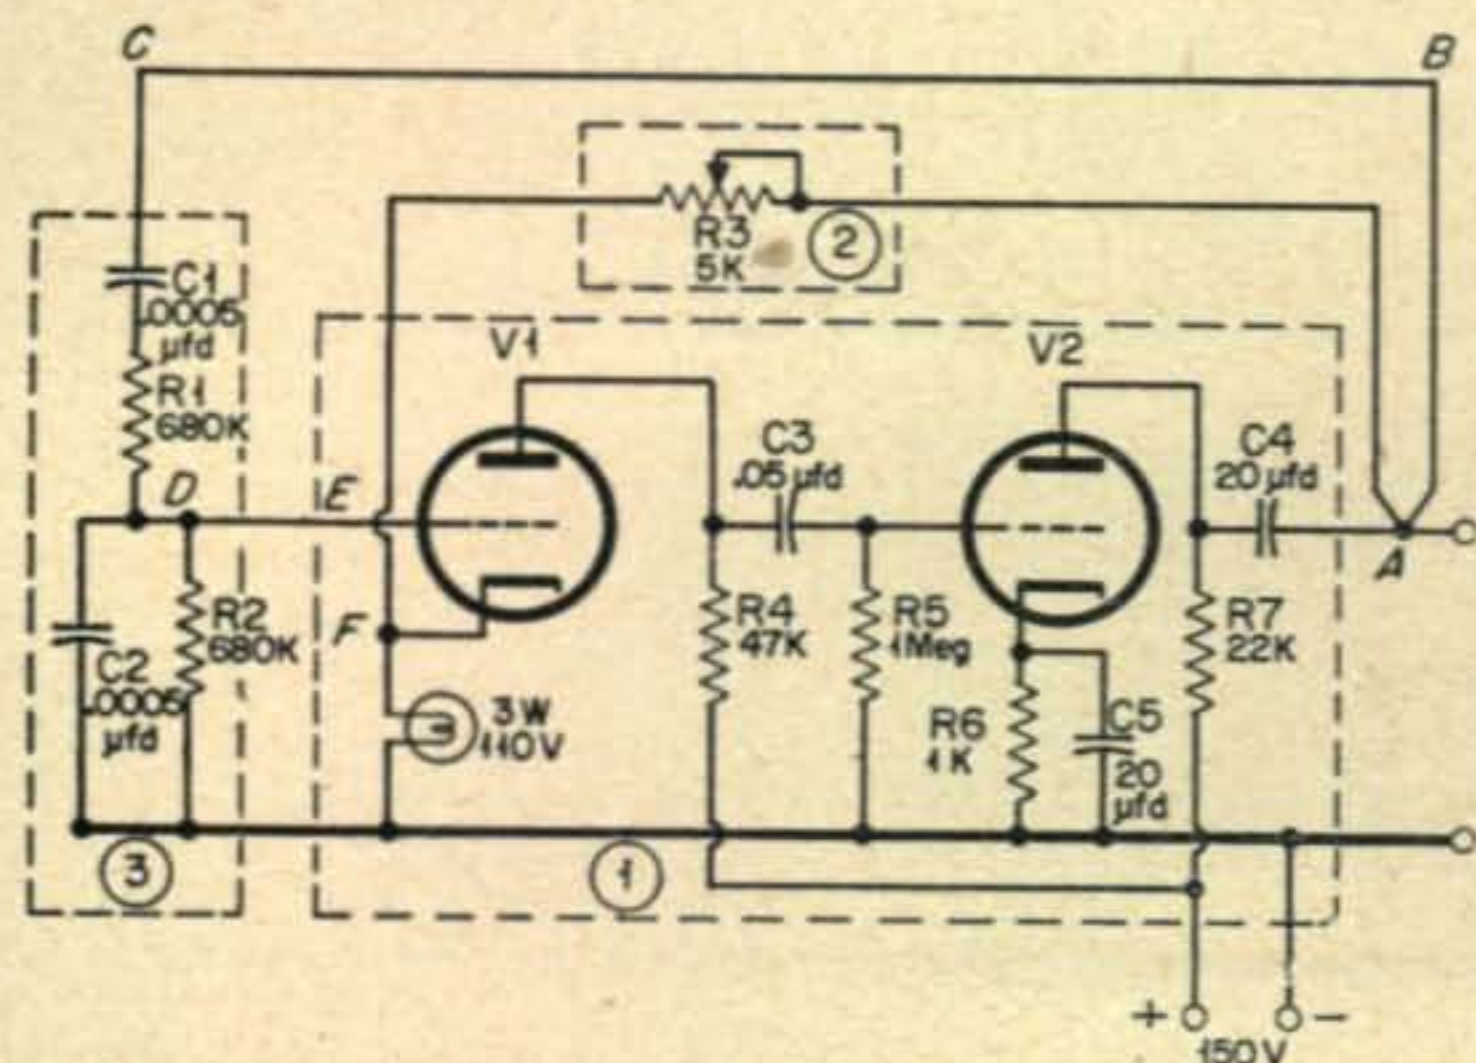 C
B
C1
.0005
µfd
R1
680K
R3
5K
2
V1
V2
C3
.05 µfd
C4
20 µfd
D
E
A
F
R2
680K
C2
.0005
µfd
3W
110V
R4
47K
R5
1Meg
R6
1K
C5
20
µfd
R7
22K
3
1
+
−
150V